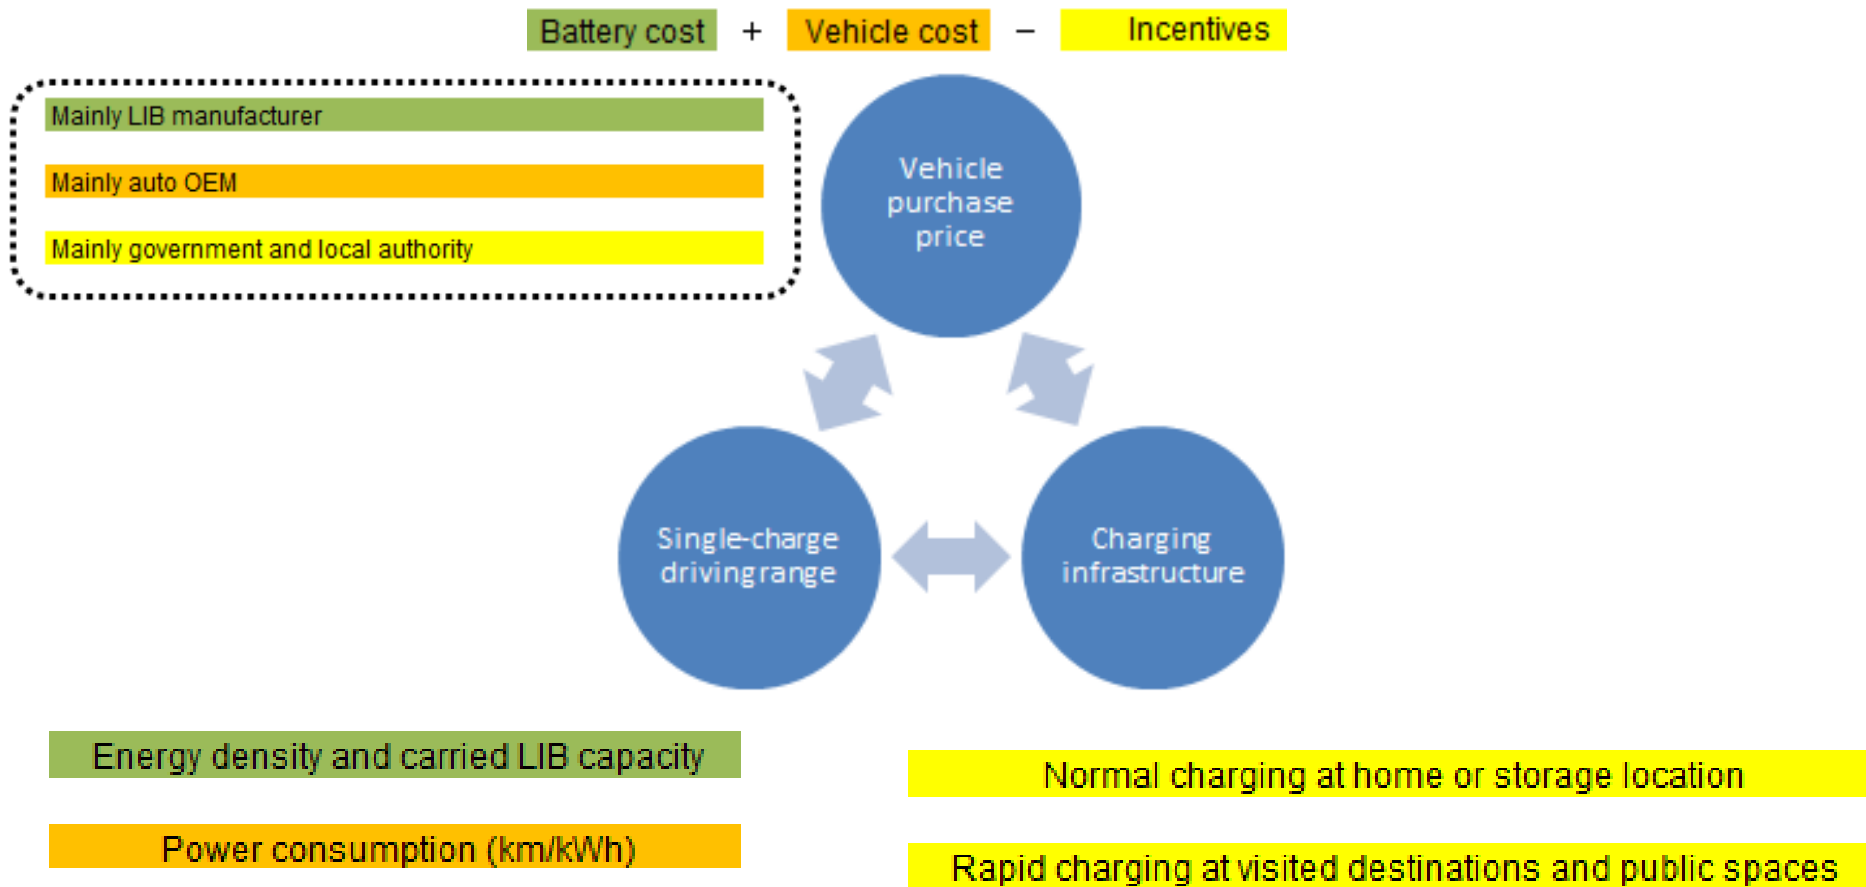 Battery cost + Vehicle cost – Incentives
Mainly LIB manufacturer
Mainly auto OEM
Mainly government and local authority
Vehicle
purchase
price
Single-charge
driving range
Charging
infrastructure
Energy density and carried LIB capacity
Power consumption (km/kWh)
Normal charging at home or storage location
Rapid charging at visited destinations and public spaces